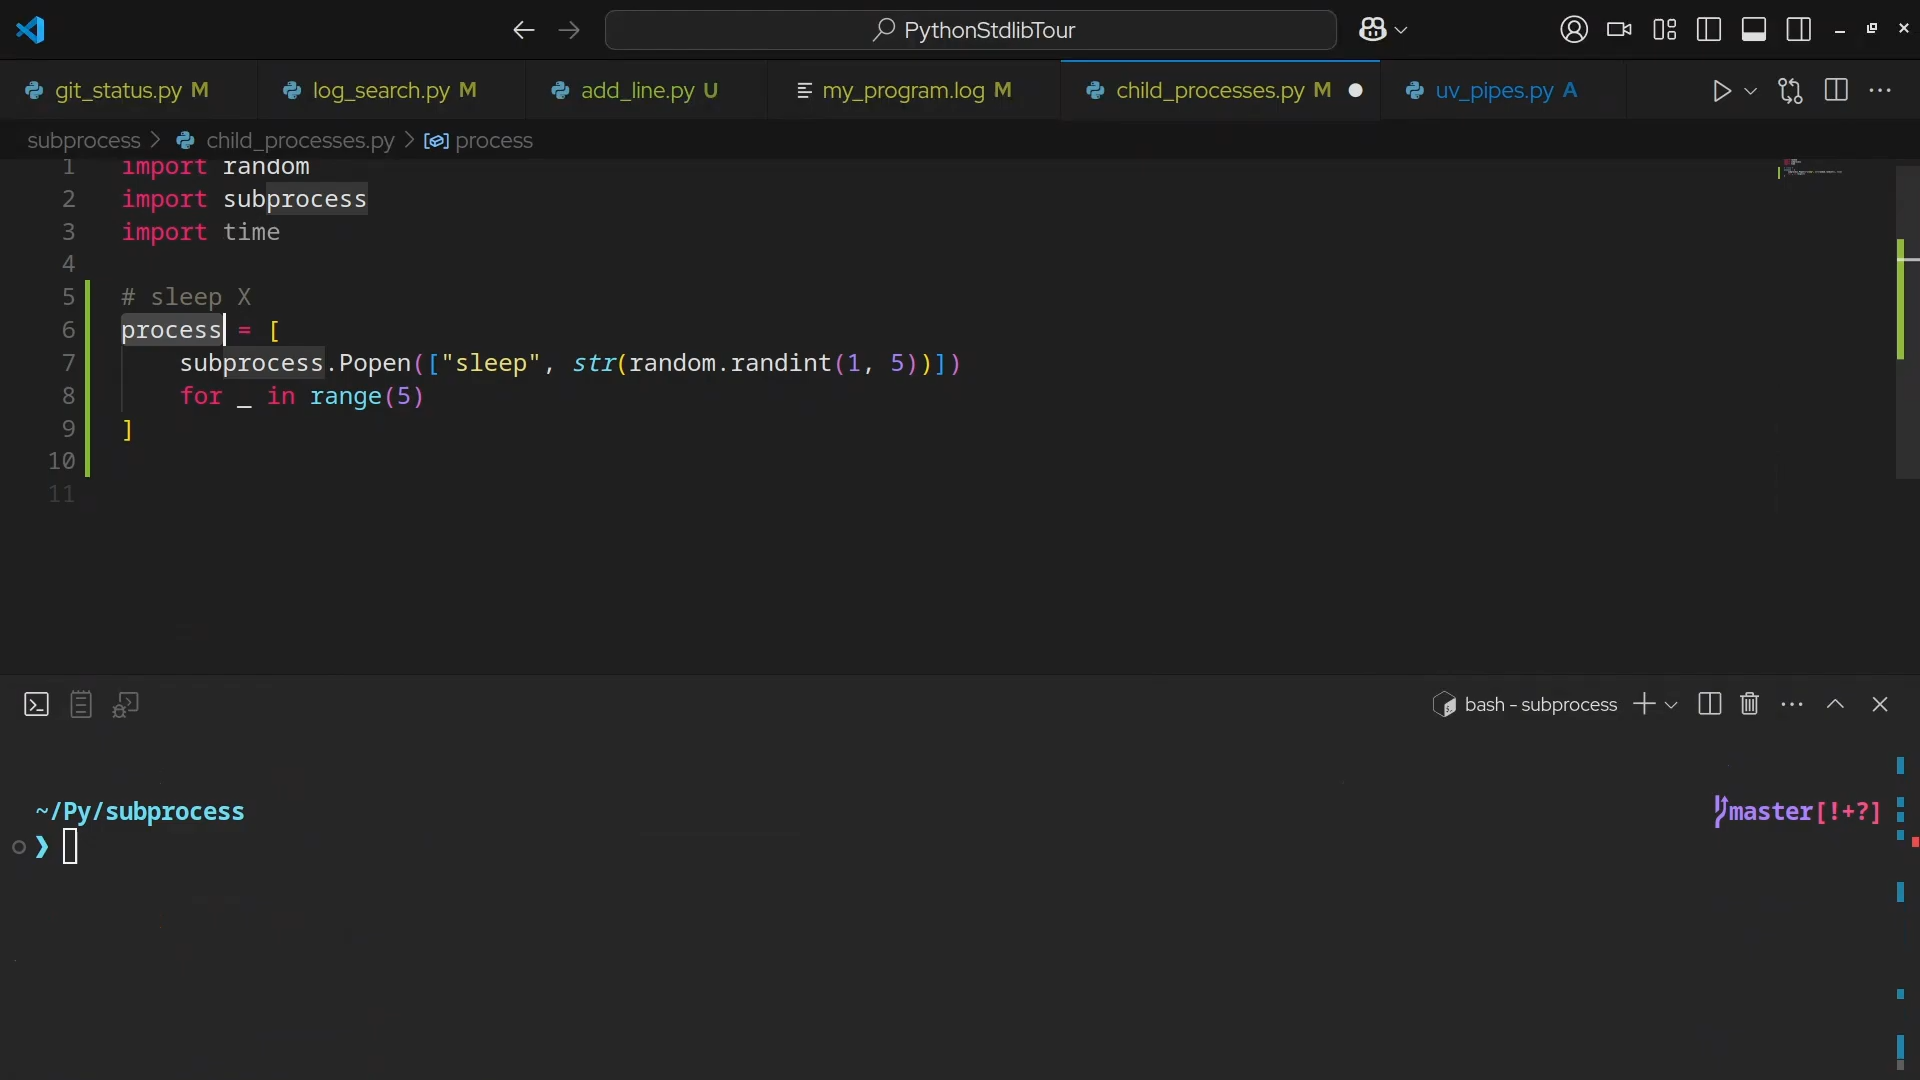 PythonStdlibTour
git_status.py M
log_search.py M
add_line.py U
my_program.log M
child_processes.py M
uv_pipes.py A
subprocess > child_processes.py > process
1 import random
2 import subprocess
3 import time
4
5 # sleep X
6 process = [
7 subprocess.Popen(["sleep", str(random.randint(1, 5))])
8 for _ in range(5)
9 ]
10
11
bash - subprocess
~/Py/subprocess
master[!+?]
❯